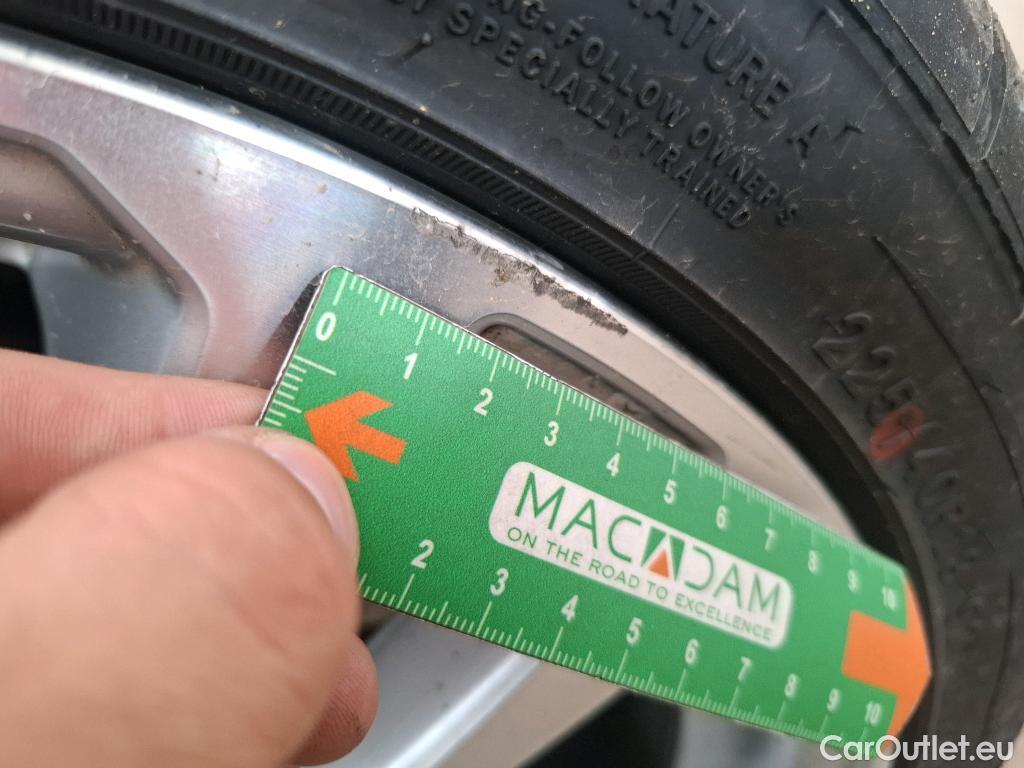 NATURE A
NG-FOLLOW OWNER'S
SPECIALLY TRAINED
0 1 2 3 4 5 6 7 8 9 10
MACADAM
ON THE ROAD TO EXCELLENCE
2 3 4 5 6 7 8 9 10
CarOutlet.eu